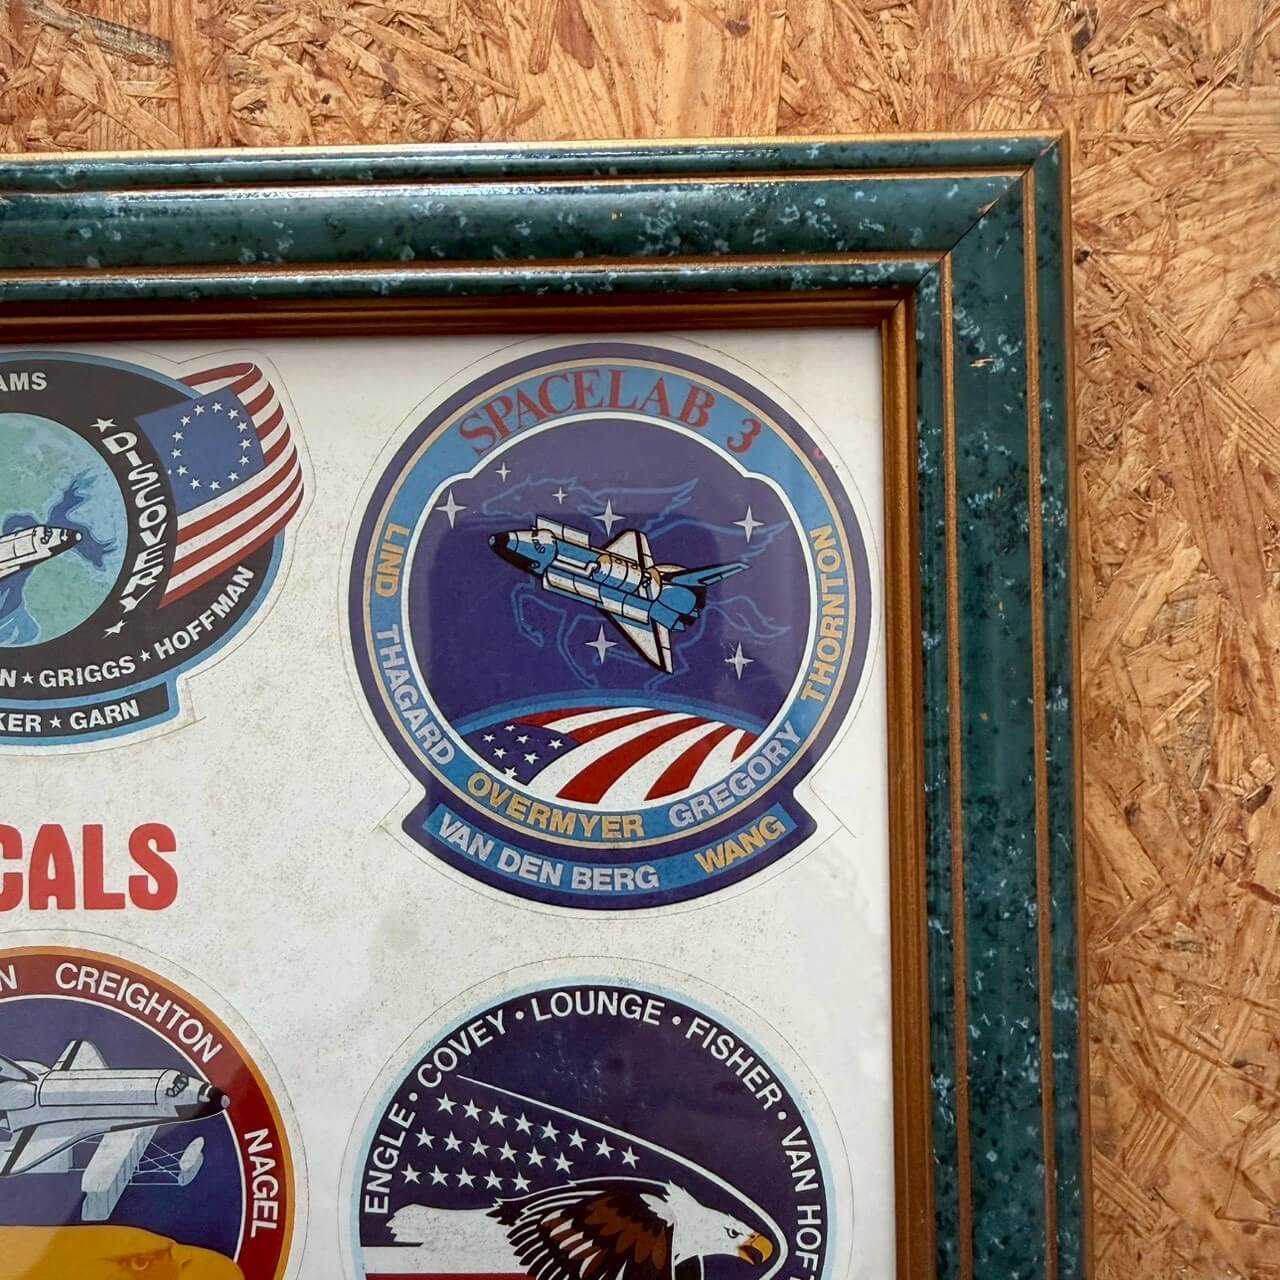 AMS
DISCOVERY
HOFFMAN
N ★ GRIGGS ★
KER ★ GARN
SPACELAB 3
LIND
THAGARD
OVERMYER
GREGORY
THORNTON
VAN DEN BERG WANG
CALS
N CREIGHTON
NAGEL
ENGLE • COVEY • LOUNGE • FISHER • VAN HOF